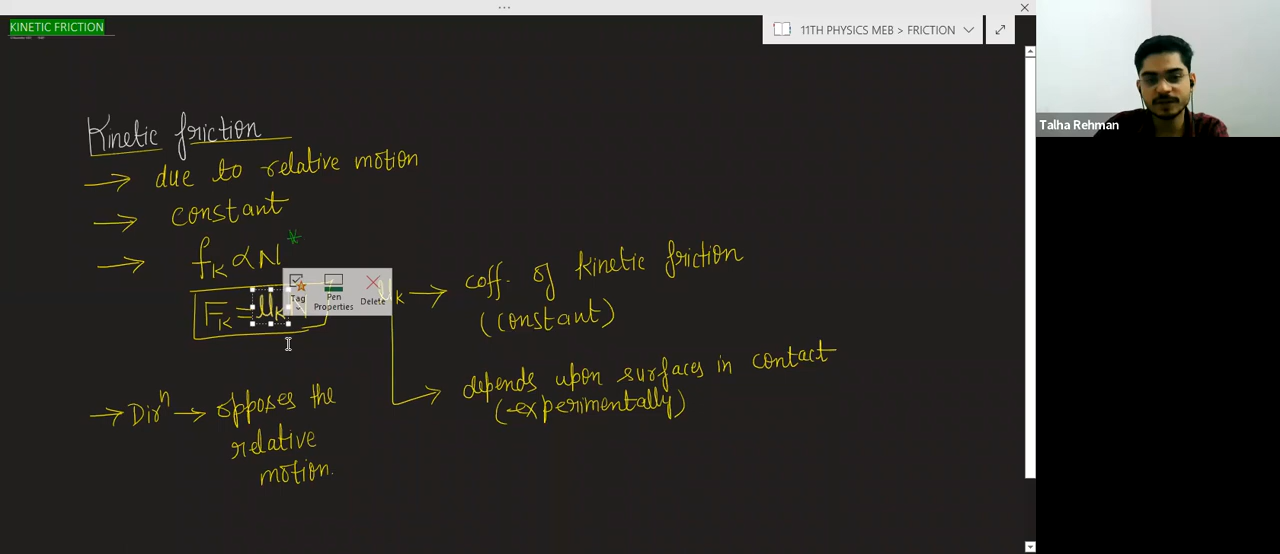 KINETIC FRICTION
11TH PHYSICS MEB > FRICTION
Talha Rehman
Kinetic friction
→ due to relative motion
→ constant
→ fK ∝ N *
FK = μK N
Tag
Pen Properties
Delete
μK → coff. of kinetic friction
(constant)
→ depends upon surfaces in contact
(-experimentally)
→ Dirⁿ → opposes the
relative
motion.